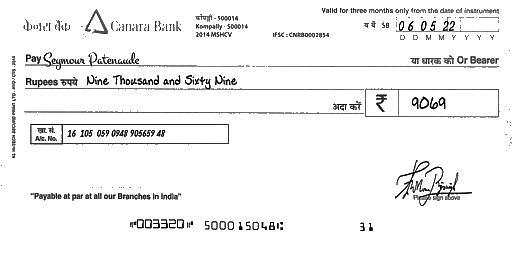 केनरा बैंक Canara Bank
कोंपल्ली - 500014
Kompally - 500014
2014 MSHCV
IFSC : CNRB0002854
Valid for three months only from the date of instrument
SB 06 05 22
D D M M Y Y Y Y
Pay Seymour Patenaude या धारक को Or Bearer
Rupees रुपये Nine Thousand and Sixty Nine
अदा करें ₹ 9069
खा. सं.
A/c. No. 16 105 059 0948 905659 48
Please sign above
"Payable at par at all our Branches in India"
⑈003320⑈ 500015048⑆ 31